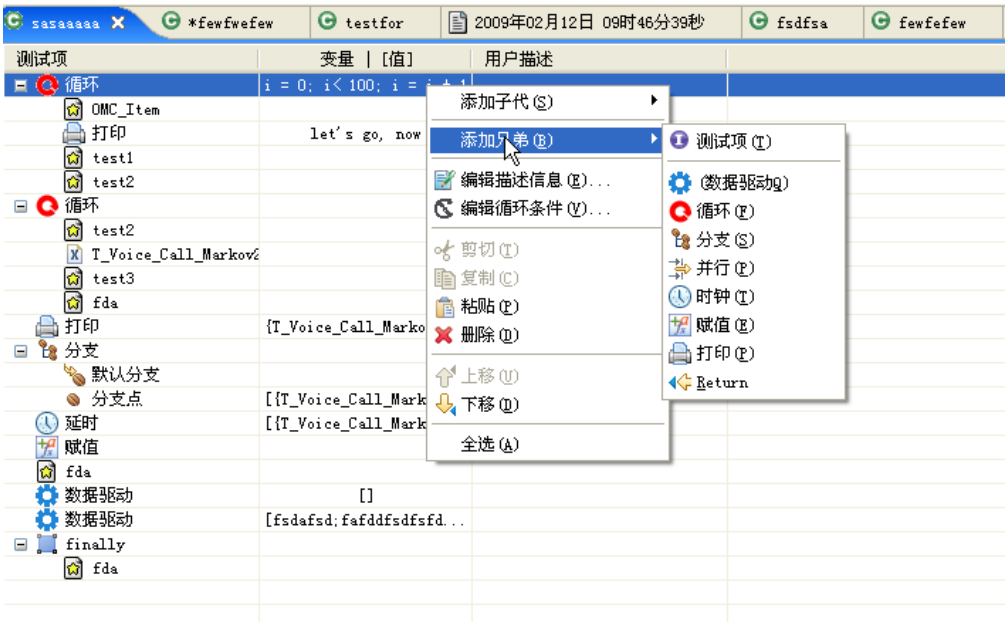 sasaaaaa *fewfwefew testfor 2009年02月12日 09时46分39秒 fsdfsa fewfefew
测试项 变量 | [值] 用户描述
循环 i = 0; i< 100; i = i + 1
OMC_Item
打印 let's go, now
test1
test2
循环
test2
T_Voice_Call_Markov2
test3
fda
打印 {T_Voice_Call_Marko
分支
默认分支
分支点 [{T_Voice_Call_Mark
延时 [{T_Voice_Call_Mark
赋值
fda
数据驱动 []
数据驱动 [fsdafsd;fafddfsdfsfd...
finally
fda
添加子代(S)
添加兄弟(B)
编辑描述信息(E)...
编辑循环条件(V)...
剪切(T)
复制(C)
粘贴(P)
删除(D)
上移(U)
下移(D)
全选(A)
测试项(T)
(数据驱动Q)
循环(F)
分支(S)
并行(P)
时钟(T)
赋值(E)
打印(P)
Return